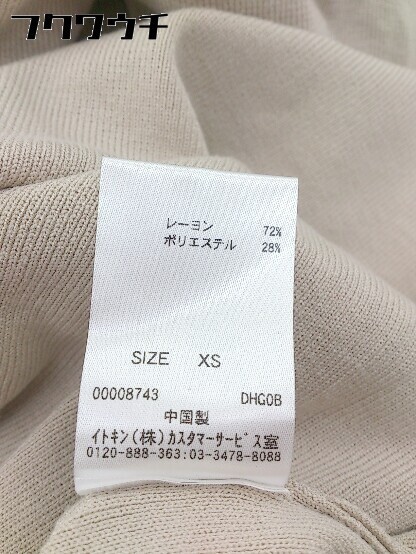 フクウウチ
レーヨン 72%
ポリエステル 28%
SIZE XS
00008743 DHG0B
中国製
イトキン(株)カスタマーサービス室
0120-888-363:03-3478-8088